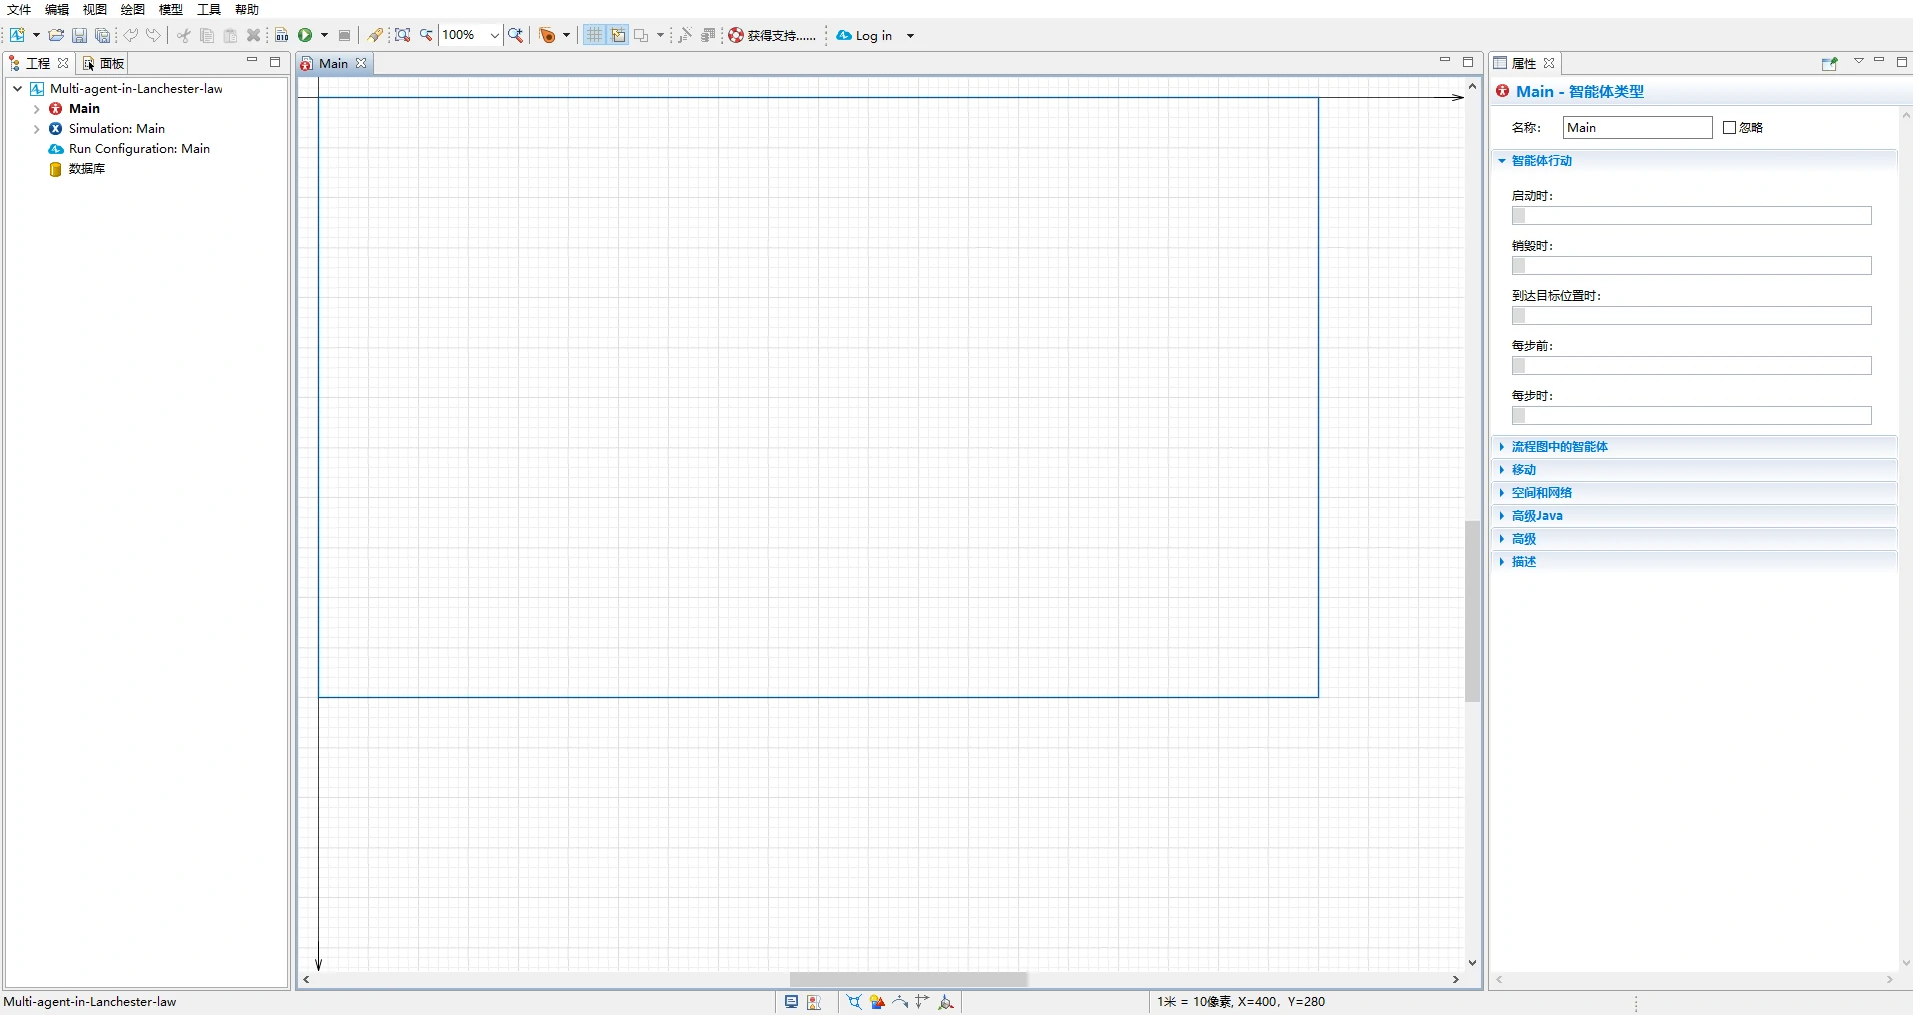 文件 编辑 视图 绘图 模型 工具 帮助
100% 获得支持...... Log in
工程 面板
Main
属性
Multi-agent-in-Lanchester-law
Main
Simulation: Main
Run Configuration: Main
数据库
Main - 智能体类型
名称: Main 忽略
智能体行动
启动时:
销毁时:
到达目标位置时:
每步前:
每步时:
流程图中的智能体
移动
空间和网络
高级Java
高级
描述
Multi-agent-in-Lanchester-law
1米 = 10像素, X=400, Y=280